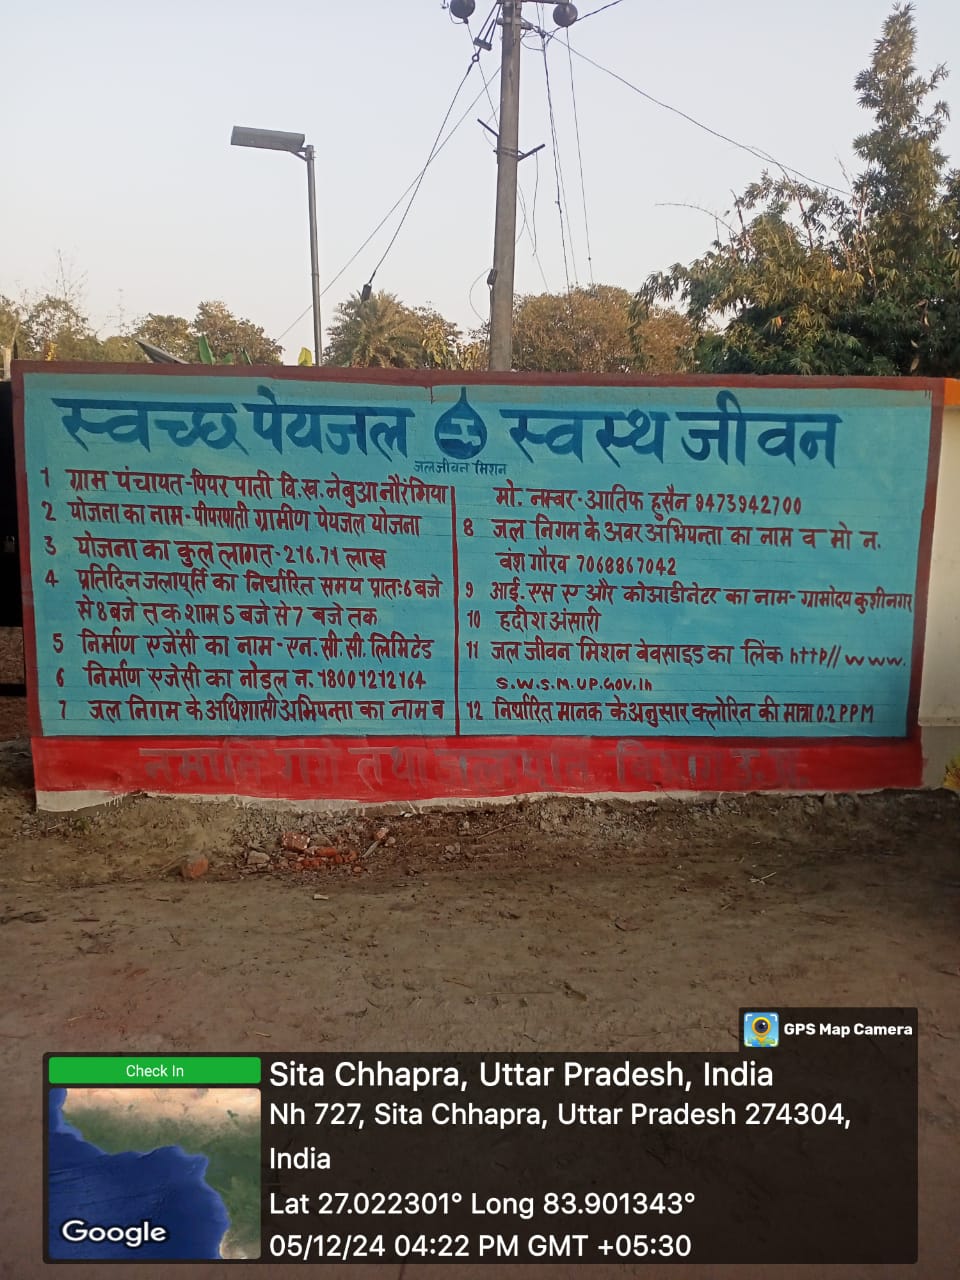 स्वच्छ पेयजल स्वस्थ जीवन
जल जीवन मिशन
1 ग्राम पंचायत-पिपर पाती वि.ख. नेबुआ नौरंगिया
2 योजना का नाम-पीपरपाती ग्रामीण पेयजल योजना
3 योजना का कुल लागत-216.71 लाख
4 प्रतिदिन जलापूर्ति का निर्धारित समय प्रातः 6 बजे
से 8 बजे तक शाम 5 बजे से 7 बजे तक
5 निर्माण एजेंसी का नाम-एन.सी.सी. लिमिटेड
6 निर्माण एजेसी का नोडल न.18001212164
7 जल निगम के अधिशासी अभियन्ता का नाम व
मो. नम्बर-आतिफ हुसैन 9473942700
8 जल निगम के अवर अभियन्ता का नाम व मो न.
वंश गौरव 7068867042
9 आई.एस ए और कोआर्डीनेटर का नाम-ग्रामोदय कुशीनगर
10 हदीश अंसारी
11 जल जीवन मिशन बेवसाइड का लिंक http// www.
S.W.S.M.UP.GOV.in
12 निर्धारित मानक के अनुसार क्लोरिन की मात्रा 0.2 PPM
नमामि गंगे तथा जलापूर्ति विभाग उ.प्र.
GPS Map Camera
Check In
Google
Sita Chhapra, Uttar Pradesh, India
Nh 727, Sita Chhapra, Uttar Pradesh 274304,
India
Lat 27.022301° Long 83.901343°
05/12/24 04:22 PM GMT +05:30